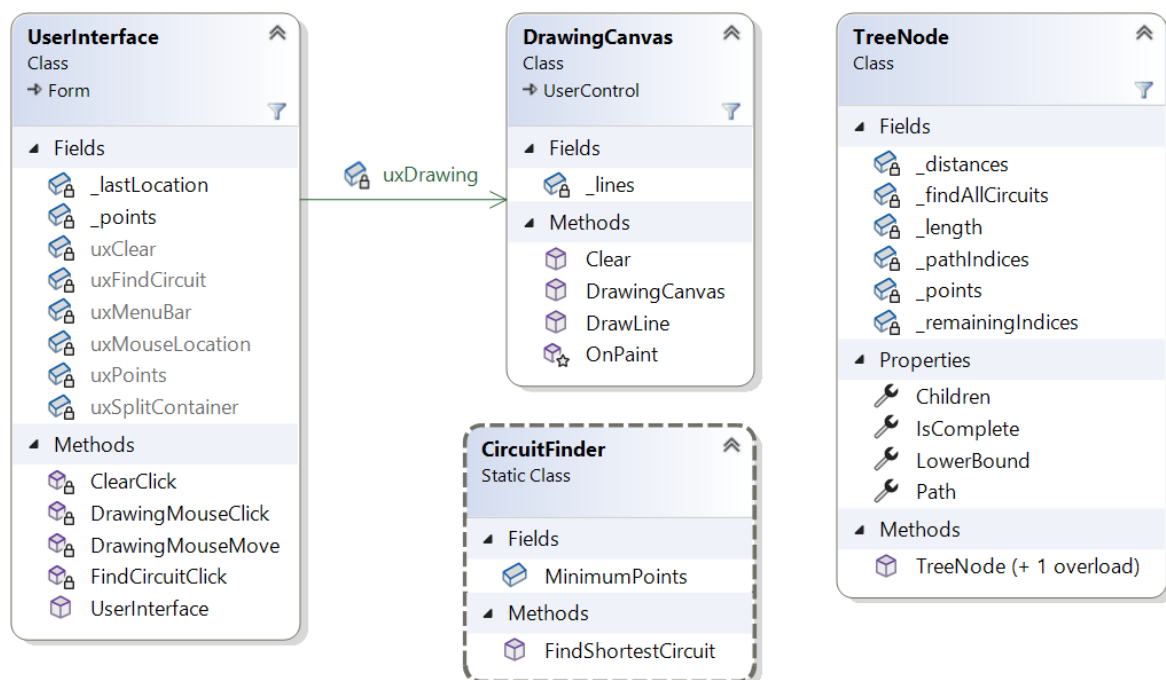 UserInterface
Class
Form
Fields
_lastLocation
_points
uxClear
uxFindCircuit
uxMenuBar
uxMouseLocation
uxPoints
uxSplitContainer
Methods
ClearClick
DrawingMouseClick
DrawingMouseMove
FindCircuitClick
UserInterface
uxDrawing
DrawingCanvas
Class
UserControl
Fields
_lines
Methods
Clear
DrawingCanvas
DrawLine
OnPaint
CircuitFinder
Static Class
Fields
MinimumPoints
Methods
FindShortestCircuit
TreeNode
Class
Fields
_distances
_findAllCircuits
_length
_pathIndices
_points
_remainingIndices
Properties
Children
IsComplete
LowerBound
Path
Methods
TreeNode (+ 1 overload)